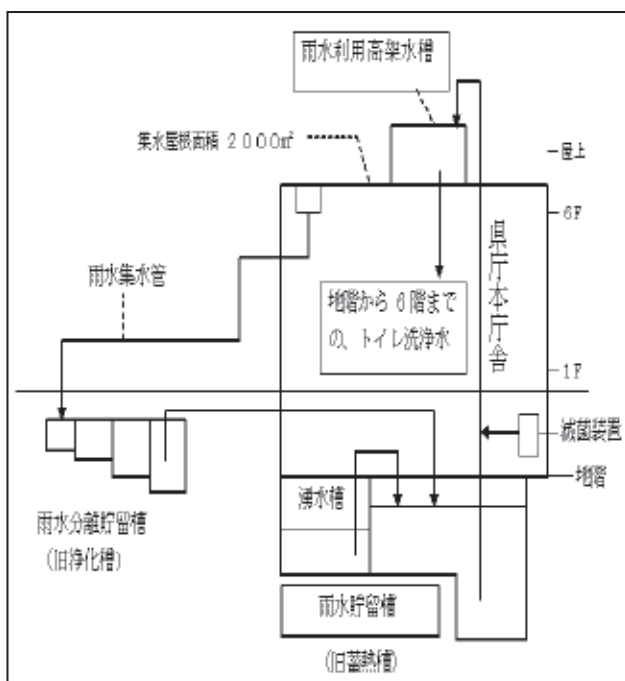 雨水利用高架水槽
集水屋根面積 2000㎡
屋上
6F
県庁本庁舎
雨水集水管
地階から 6 階まで
の、トイレ洗浄水
1F
滅菌装置
地階
湧水槽
雨水分離貯留槽
(旧浄化槽)
雨水貯留槽
(旧蓄熱槽)